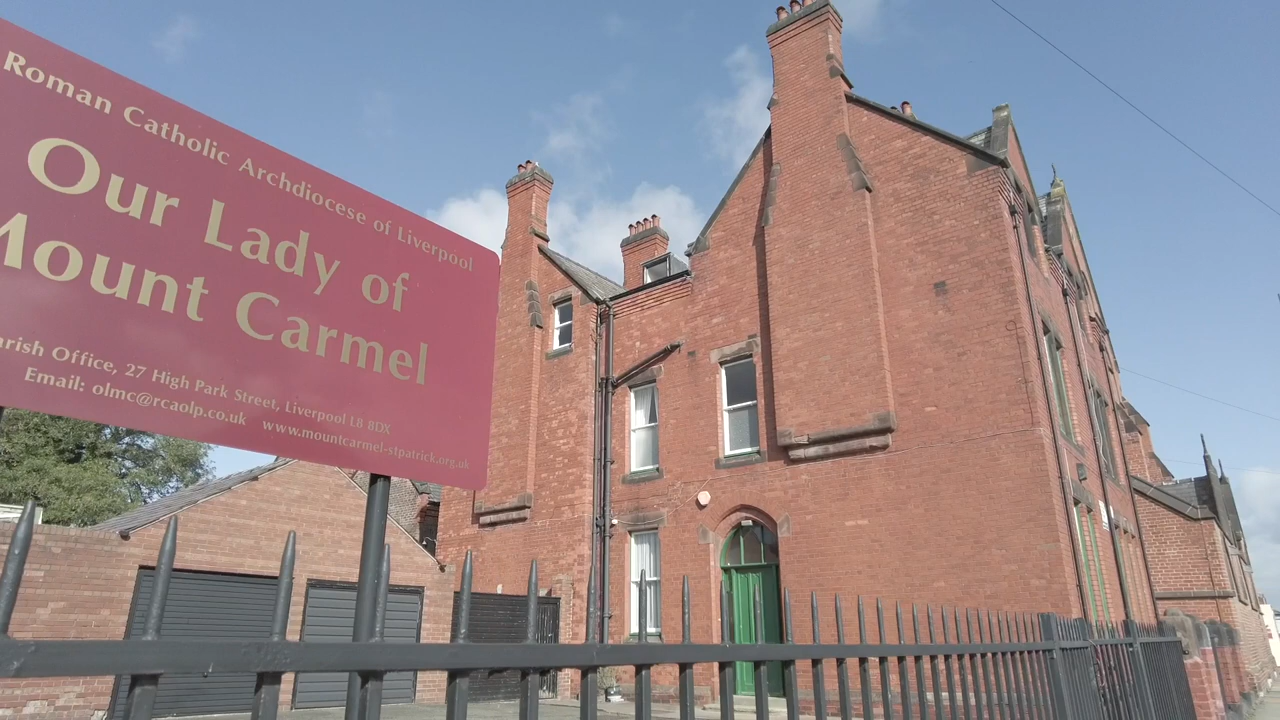 Roman Catholic Archdiocese of Liverpool
Our Lady of
Mount Carmel
arish Office, 27 High Park Street, Liverpool L8 8DX
Email: olmc@rcaolp.co.uk www.mountcarmel-stpatrick.org.uk